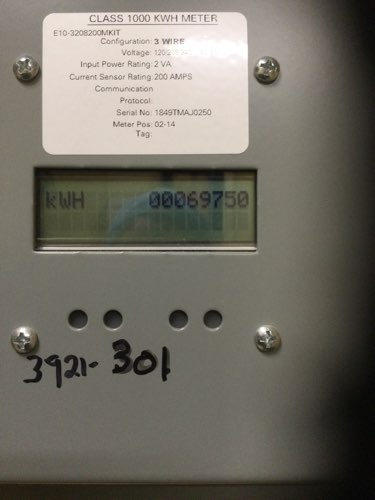 CLASS 1000 KWH METER
E10-3208200MKIT
Configuration: 3 WIRE
Voltage:
Input Power Rating: 2 VA
Current Sensor Rating: 200 AMPS
Communication
Protocol:
Serial No: 1849TMAJ0250
Meter Pos: 02-14
Tag:
kWH 00069750
3921-301